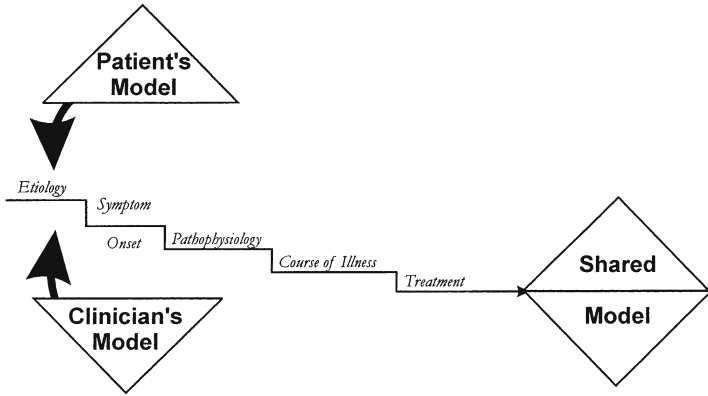 Patient's
Model
Etiology
Symptom
Onset
Pathophysiology
Course of Illness
Treatment
Shared
Model
Clinician's
Model